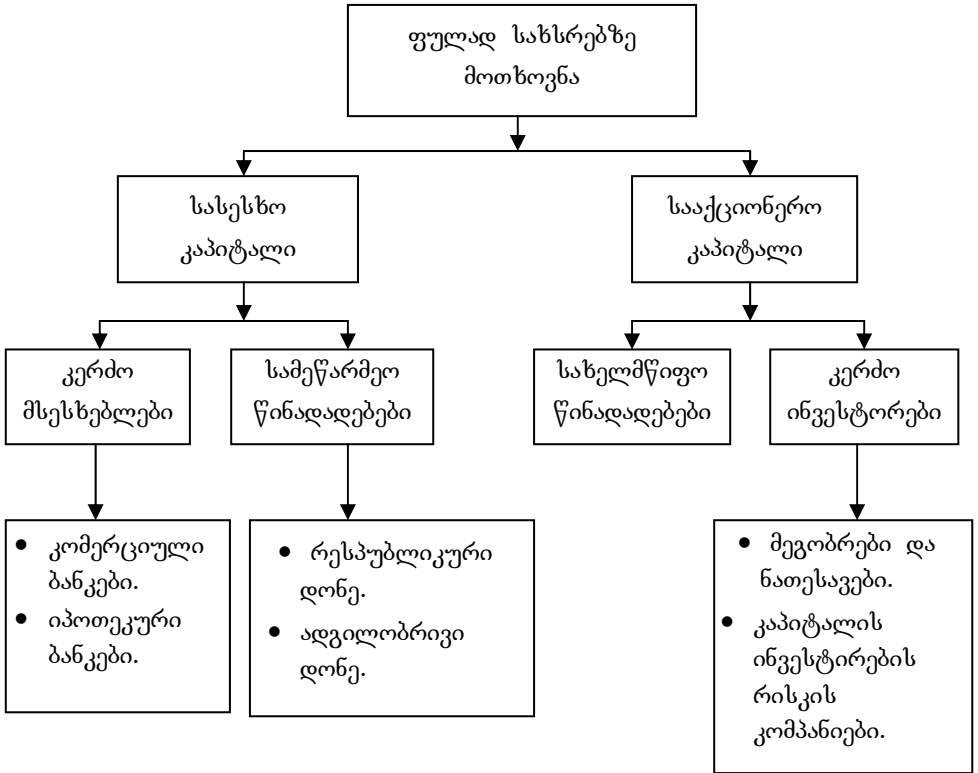 ფულად სახსრებზე
მოთხოვნა
სასესხო
კაპიტალი
სააქციონერო
კაპიტალი
კერძო
მსესხებლები
სამეწარმეო
წინადადებები
სახელმწიფო
წინადადებები
კერძო
ინვესტორები
• კომერციული
ბანკები.
• იპოთეკური
ბანკები.
• რესპუბლიკური
დონე.
• ადგილობრივი
დონე.
• მეგობრები და
ნათესავები.
• კაპიტალის
ინვესტირების
რისკის
კომპანიები.